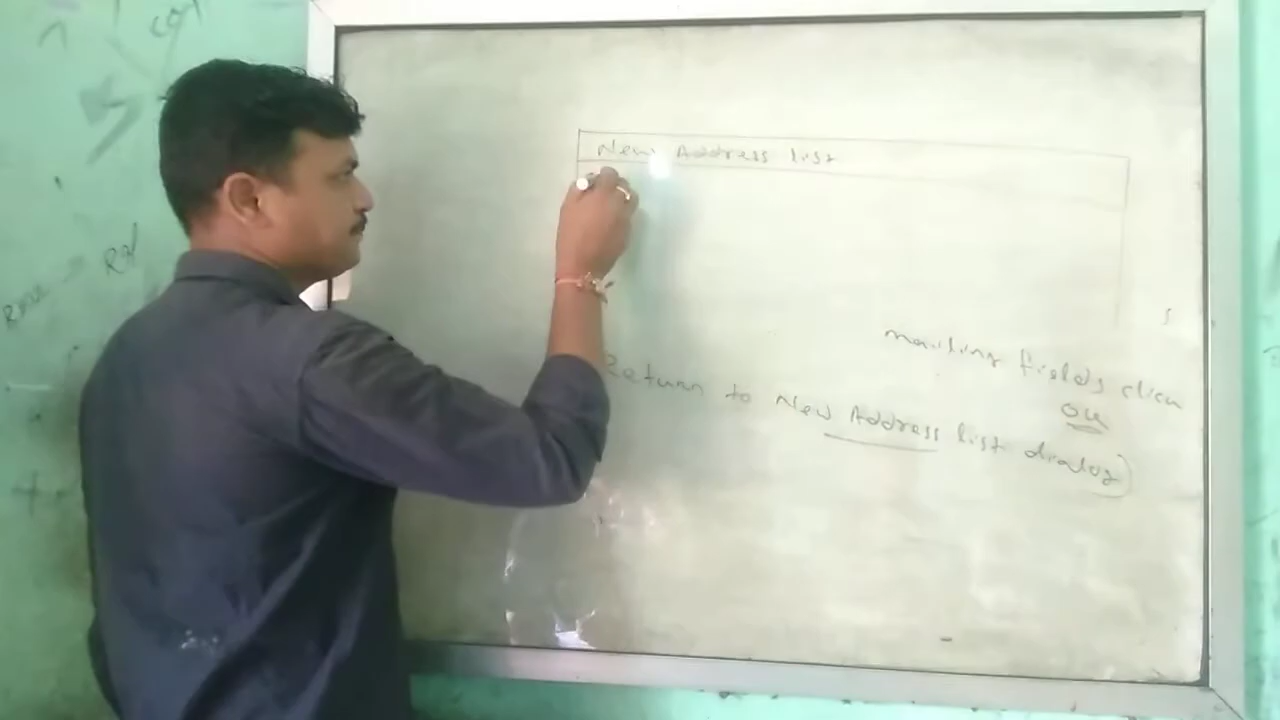 New Address list
mailing fields click
OK
Return to New Address list dialog)